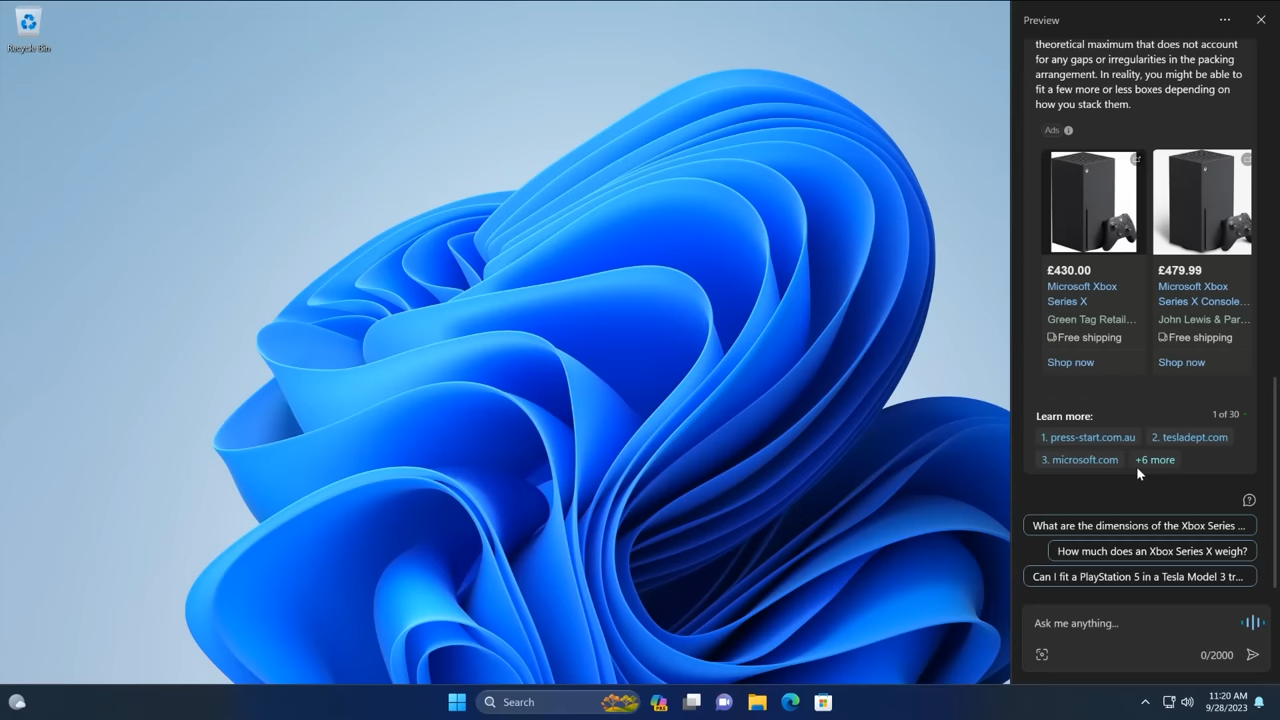 Recycle Bin
Preview
theoretical maximum that does not account
for any gaps or irregularities in the packing
arrangement. In reality, you might be able to
fit a few more or less boxes depending on
how you stack them.
Ads
£430.00
Microsoft Xbox
Series X
Green Tag Retail...
Free shipping
Shop now
£479.99
Microsoft Xbox
Series X Console...
John Lewis & Par...
Free shipping
Shop now
Learn more:
1 of 30
1. press-start.com.au
2. tesladept.com
3. microsoft.com
+6 more
What are the dimensions of the Xbox Series ...
How much does an Xbox Series X weigh?
Can I fit a PlayStation 5 in a Tesla Model 3 tr...
Ask me anything...
0/2000
Search
PRE
11:20 AM
9/28/2023